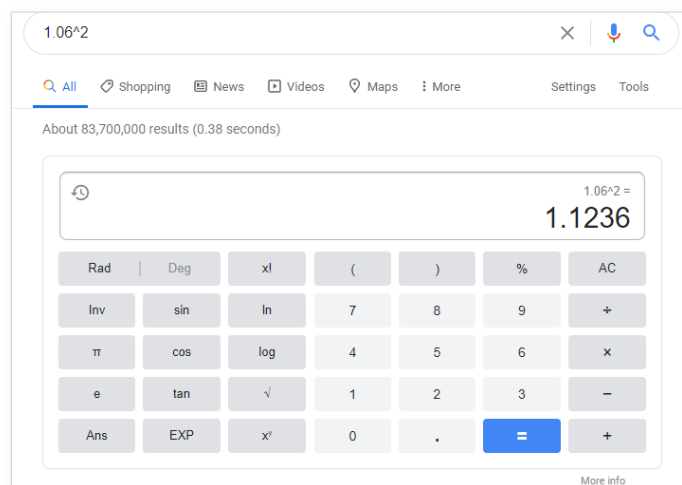 1.06^2
All Shopping News Videos Maps More Settings Tools
About 83,700,000 results (0.38 seconds)
1.06^2 =
1.1236
Rad | Deg x! ( ) % AC
Inv sin ln 7 8 9 ÷
π cos log 4 5 6 ×
e tan √ 1 2 3 −
Ans EXP xʸ 0 . = +
More info